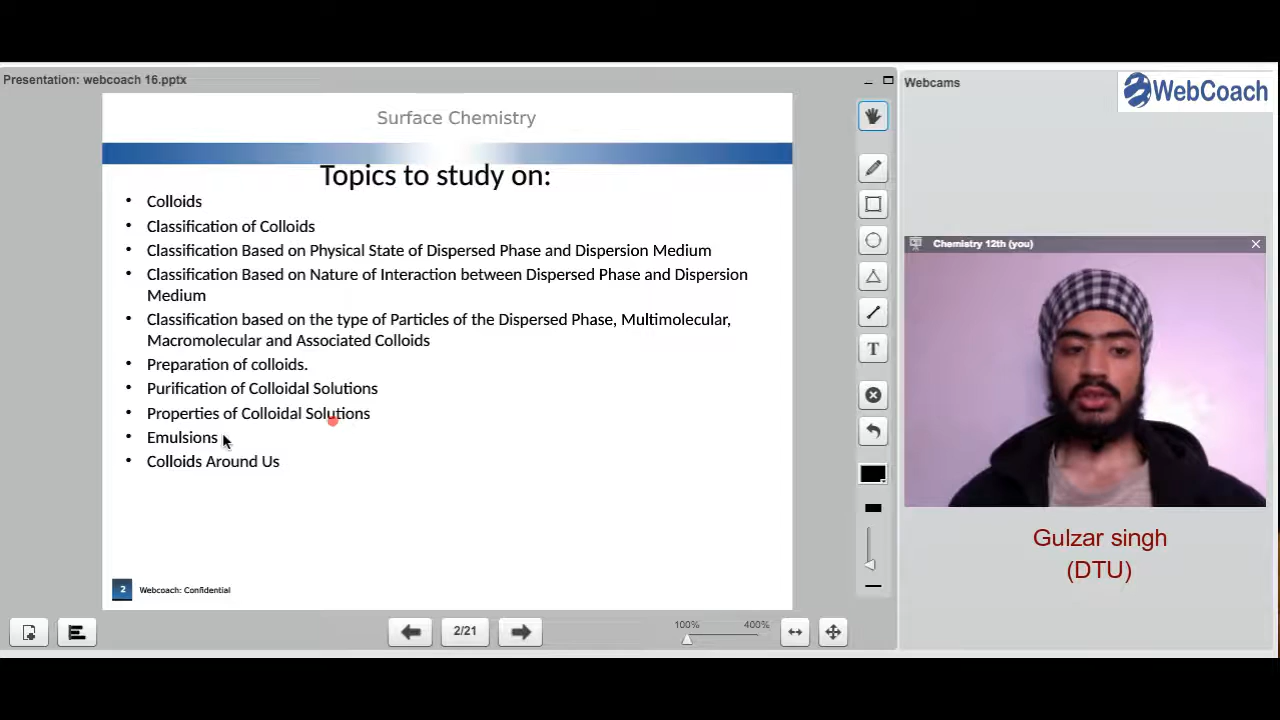 Presentation: webcoach 16.pptx
Webcams
WebCoach
Surface Chemistry
Topics to study on:
• Colloids
• Classification of Colloids
• Classification Based on Physical State of Dispersed Phase and Dispersion Medium
• Classification Based on Nature of Interaction between Dispersed Phase and Dispersion
Medium
• Classification based on the type of Particles of the Dispersed Phase, Multimolecular,
Macromolecular and Associated Colloids
• Preparation of colloids.
• Purification of Colloidal Solutions
• Properties of Colloidal Solutions
• Emulsions
• Colloids Around Us
2 Webcoach: Confidential
T
Chemistry 12th (you)
Gulzar singh
(DTU)
2/21
100% 400%